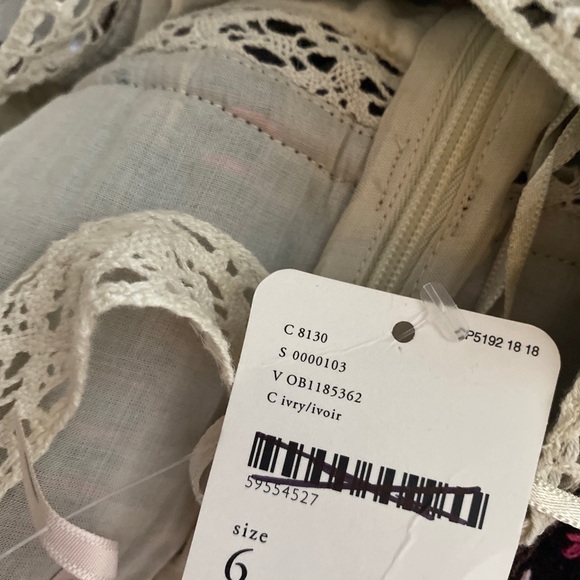 C 8130
S 0000103
V OB1185362
C ivry/ivoir
P5192 18 18
59554527
size
6